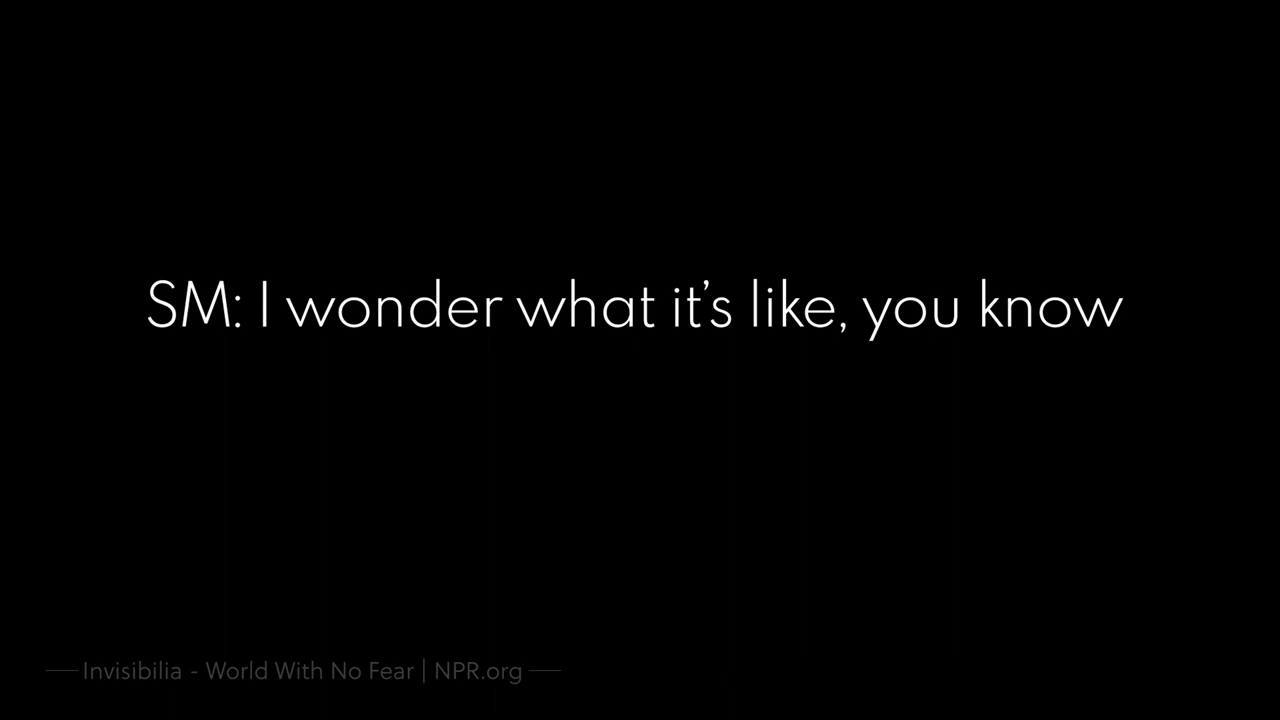 SM: I wonder what it’s like, you know
Invisibilia - World With No Fear | NPR.org